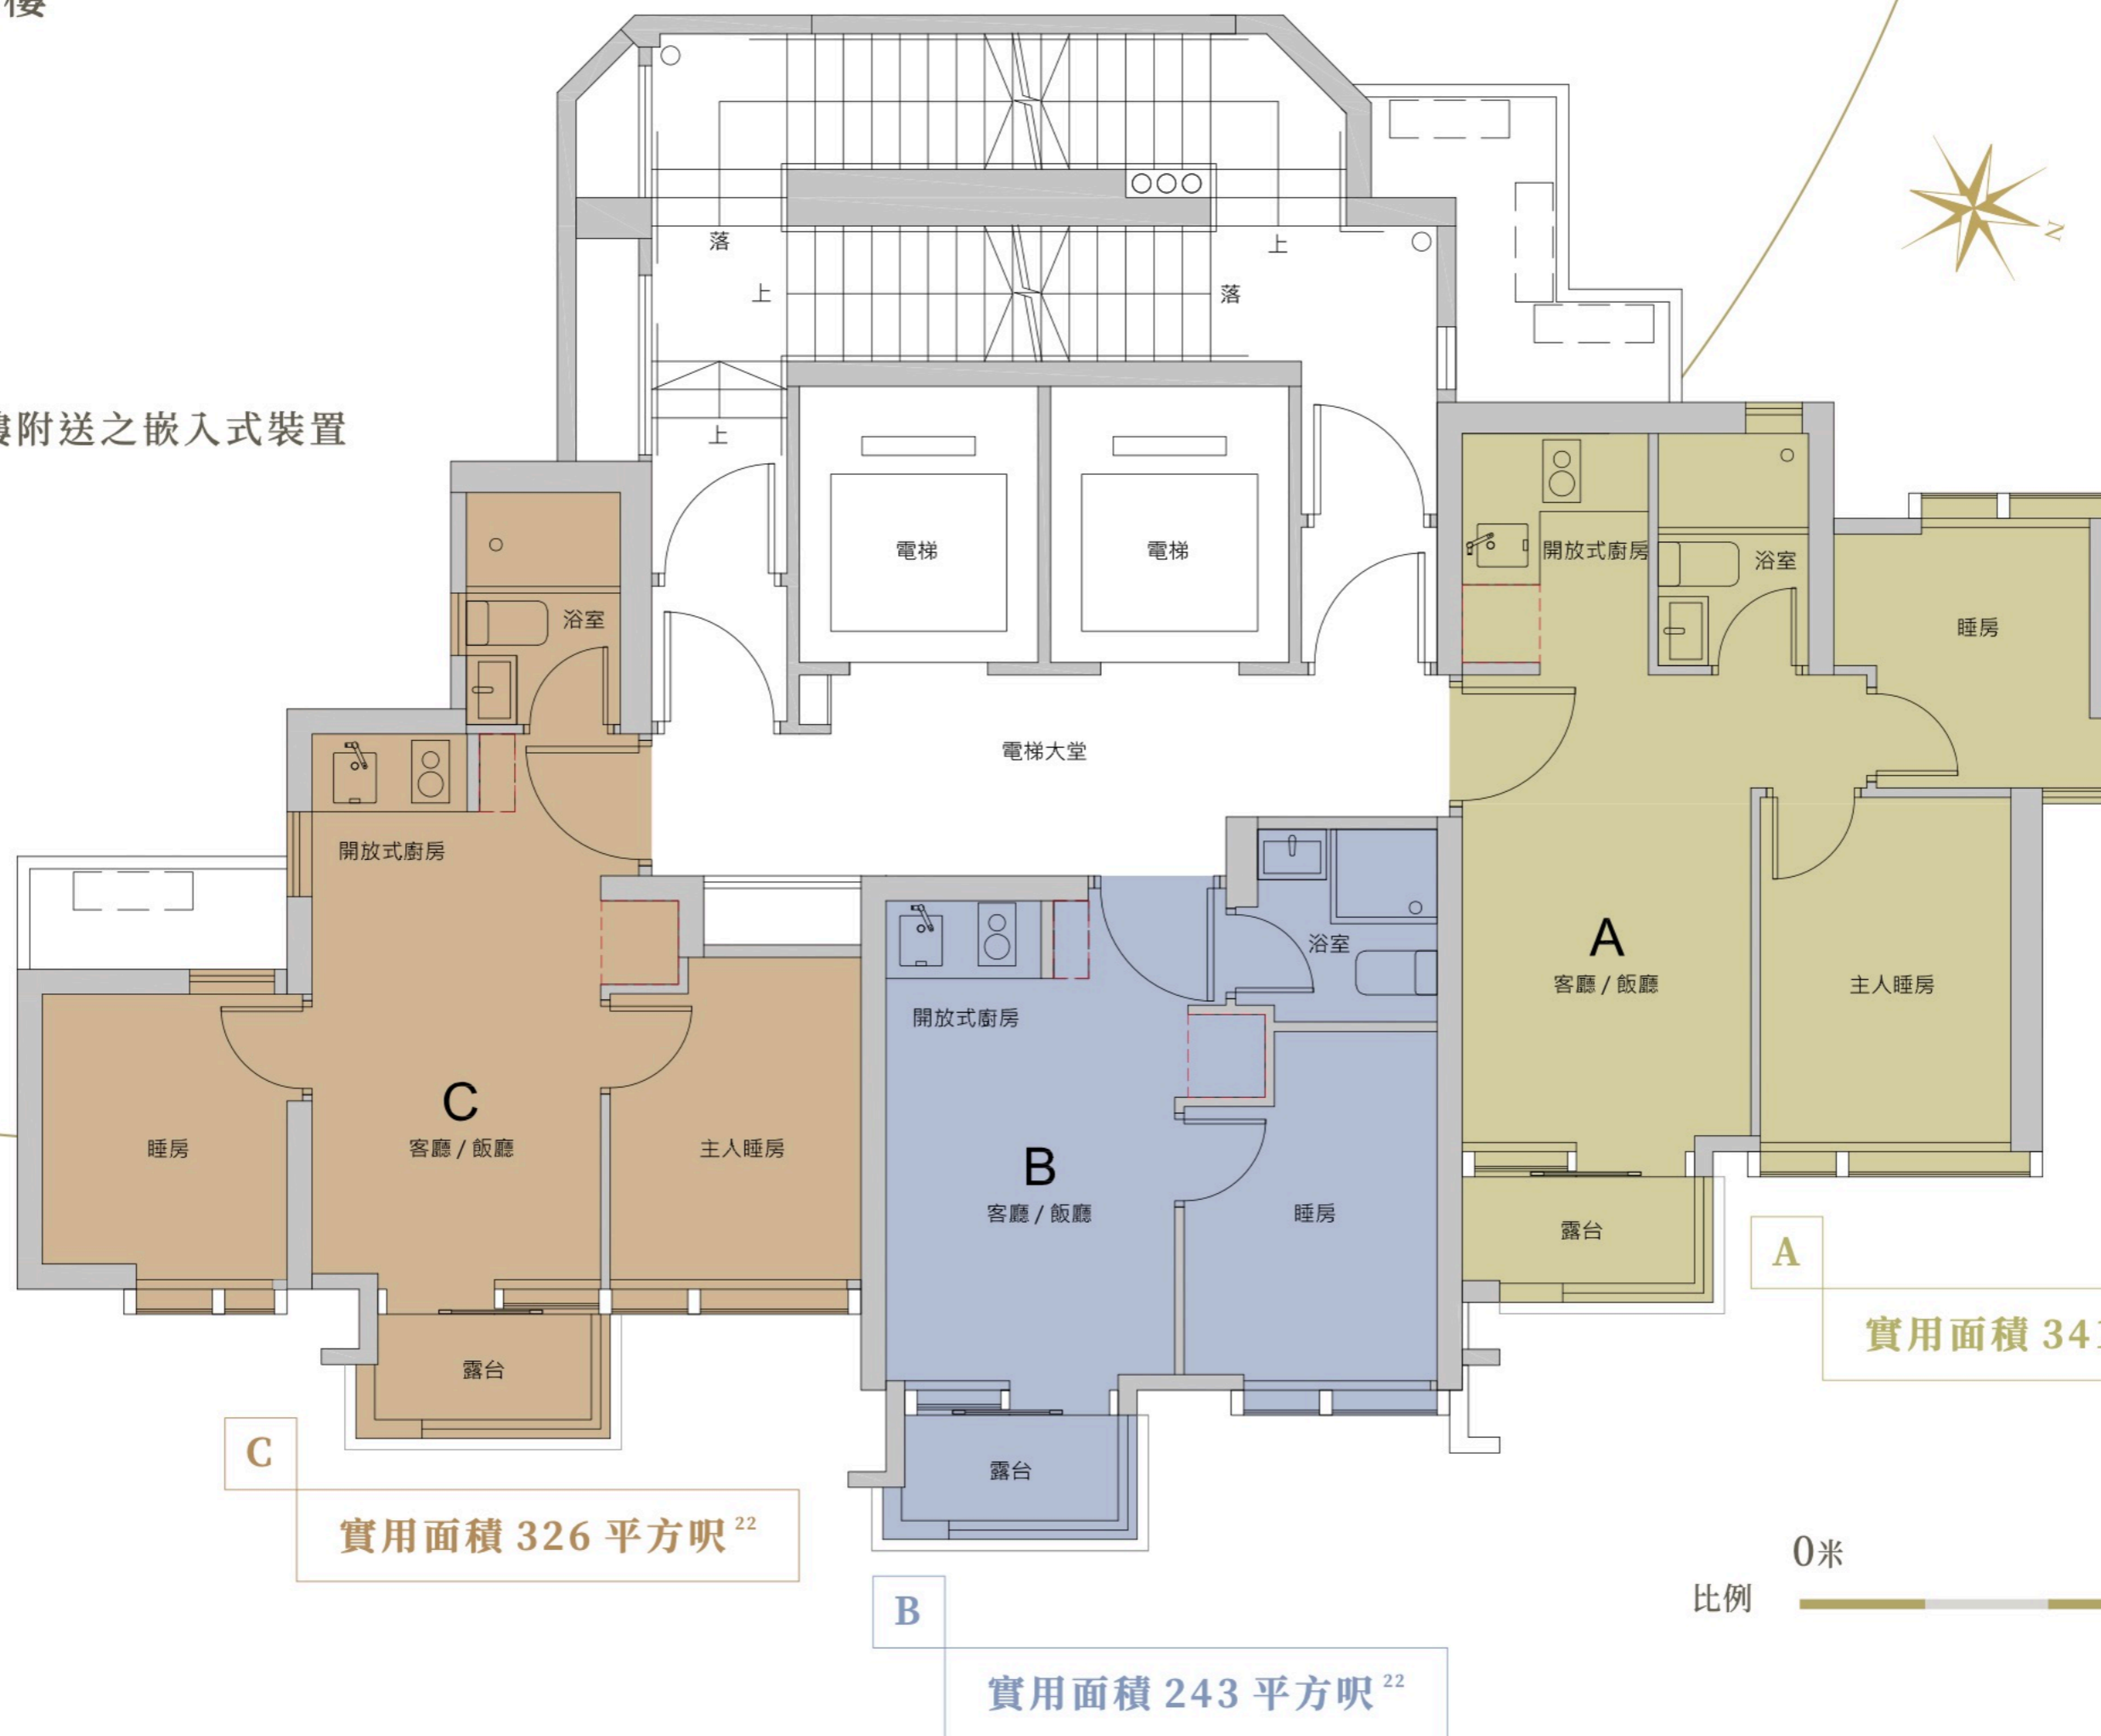 樓
樓附送之嵌入式裝置
N
落
上
上
落
上
電梯
電梯
開放式廚房
浴室
睡房
浴室
電梯大堂
開放式廚房
浴室
A
客廳 / 飯廳
主人睡房
開放式廚房
C
客廳 / 飯廳
睡房
主人睡房
B
客廳 / 飯廳
睡房
露台
A
實用面積 341
露台
露台
C
實用面積 326 平方呎 22
B
實用面積 243 平方呎 22
0米
比例